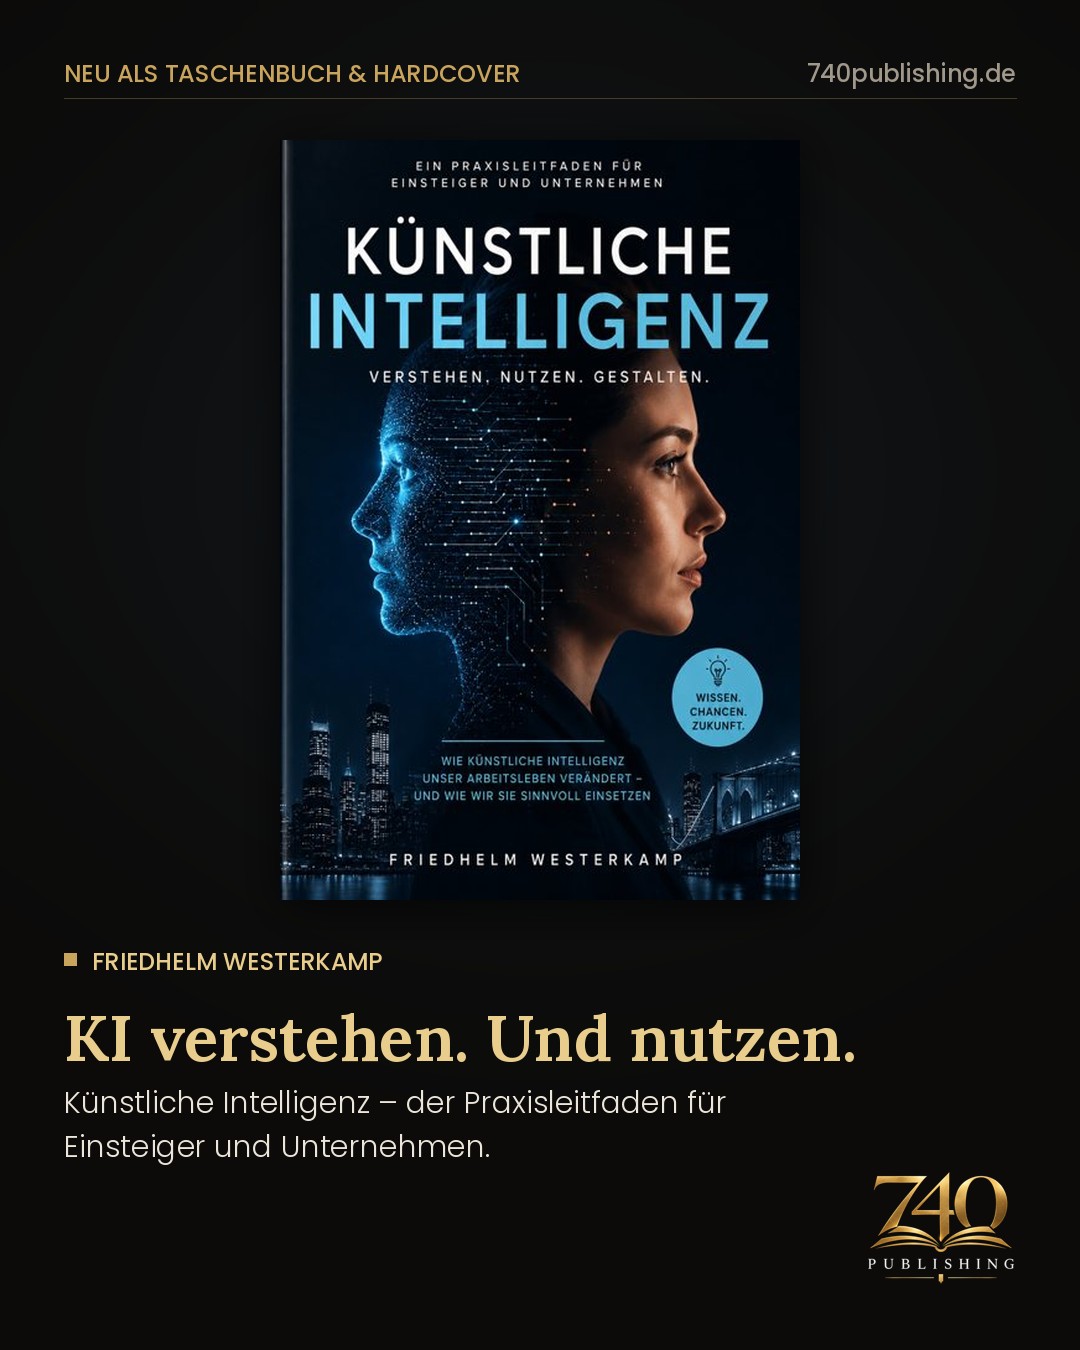 NEU ALS TASCHENBUCH & HARDCOVER
740publishing.de
EIN PRAXISLEITFADEN FÜR
EINSTEIGER UND UNTERNEHMEN
KÜNSTLICHE
INTELLIGENZ
VERSTEHEN. NUTZEN. GESTALTEN.
WISSEN.
CHANCEN.
ZUKUNFT.
WIE KÜNSTLICHE INTELLIGENZ
UNSER ARBEITSLEBEN VERÄNDERT –
UND WIE WIR SIE SINNVOLL EINSETZEN
FRIEDHELM WESTERKAMP
FRIEDHELM WESTERKAMP
KI verstehen. Und nutzen.
Künstliche Intelligenz – der Praxisleitfaden für
Einsteiger und Unternehmen.
740
PUBLISHING